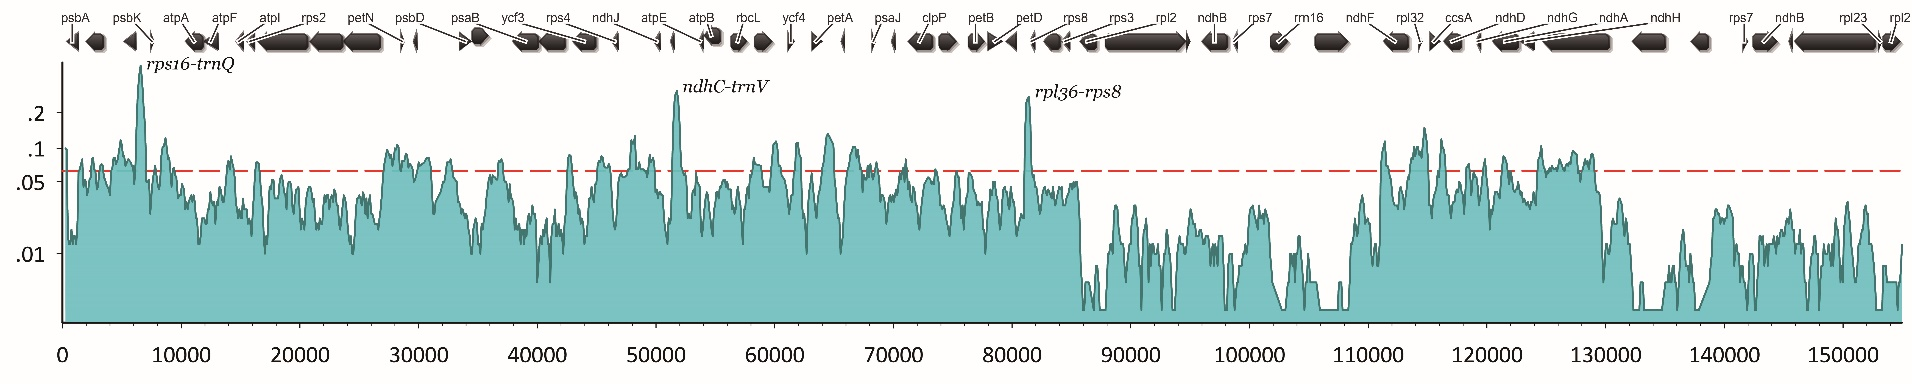 psbA psbK atpA atpF atpI rps2 petN psbD psaB ycf3 rps4 ndhJ atpE atpB rbcL ycf4 petA psaJ clpP petB petD rps8 rps3 rpl2 ndhB rps7 rrn16 ndhF rpl32 ccsA ndhD ndhG ndhA ndhH rps7 ndhB rpl23 rpl2
rps16-trnQ
ndhC-trnV
rpl36-rps8
.2
.1
.05
.01
0 10000 20000 30000 40000 50000 60000 70000 80000 90000 100000 110000 120000 130000 140000 150000